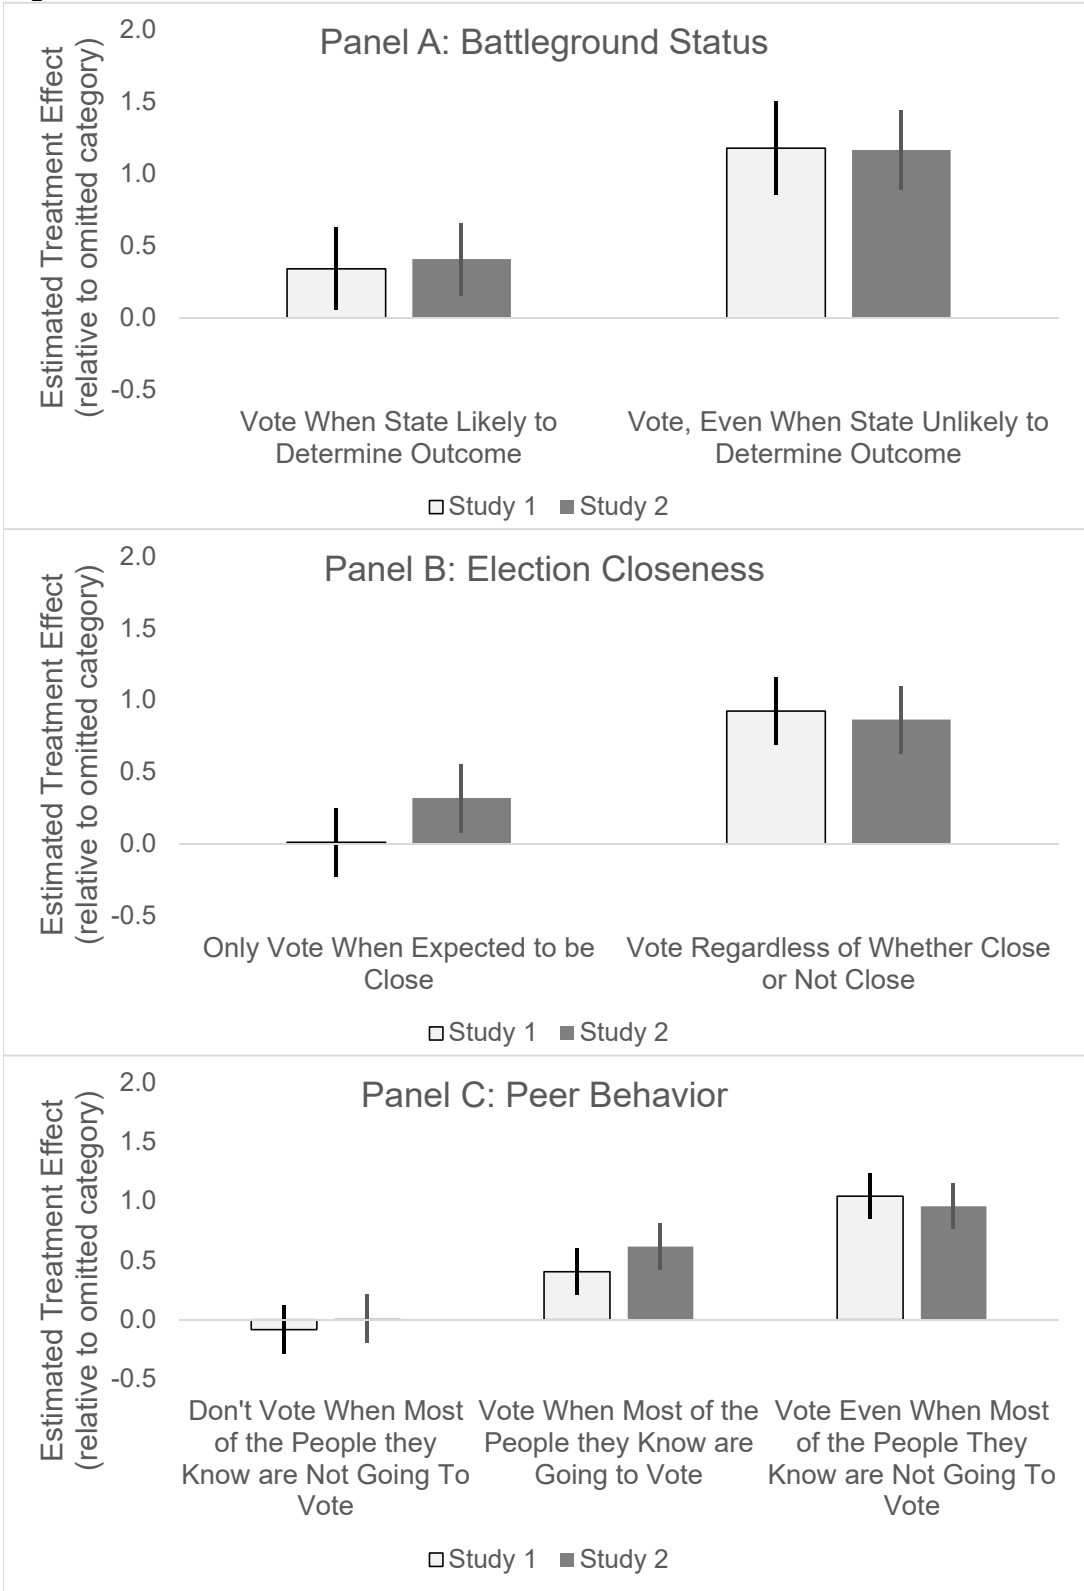 Panel A: Battleground Status
Estimated Treatment Effect
(relative to omitted category)
2.0
1.5
1.0
0.5
0.0
-0.5
Vote When State Likely to
Determine Outcome
Vote, Even When State Unlikely to
Determine Outcome
Study 1
Study 2
Panel B: Election Closeness
Estimated Treatment Effect
(relative to omitted category)
2.0
1.5
1.0
0.5
0.0
-0.5
Only Vote When Expected to be
Close
Vote Regardless of Whether Close
or Not Close
Study 1
Study 2
Panel C: Peer Behavior
Estimated Treatment Effect
(relative to omitted category)
2.0
1.5
1.0
0.5
0.0
-0.5
Don't Vote When Most
of the People they
Know are Not Going To
Vote
Vote When Most of the
People they Know are
Going to Vote
Vote Even When Most
of the People They
Know are Not Going To
Vote
Study 1
Study 2